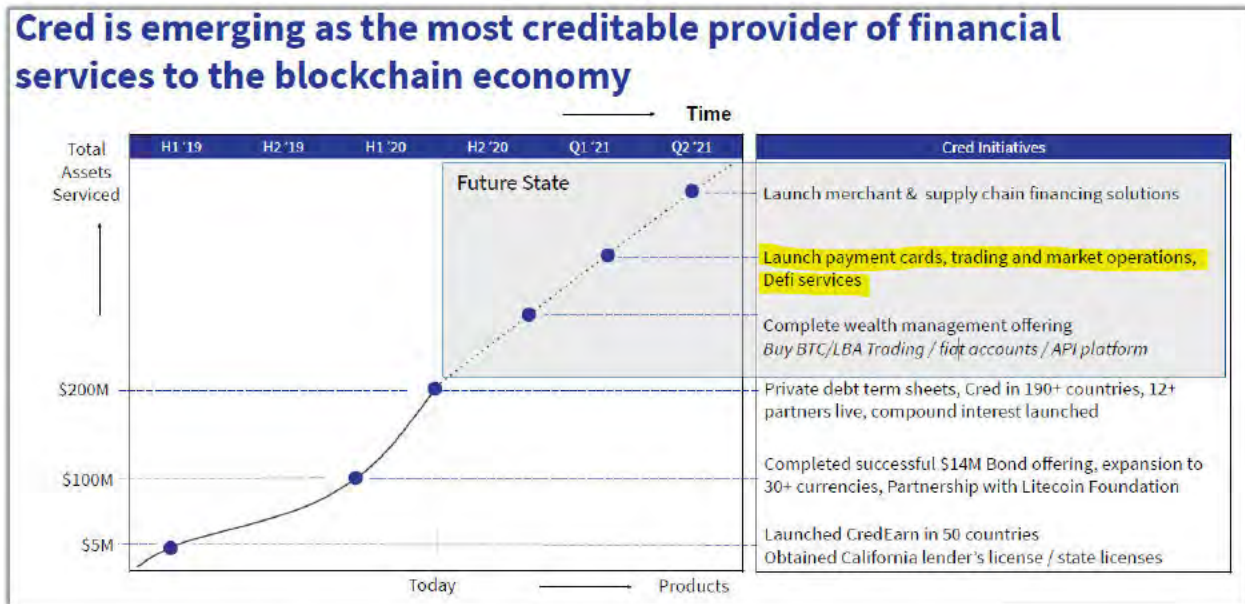 Cred is emerging as the most creditable provider of financial
services to the blockchain economy
Time
Total
Assets
Serviced
H1 '19 H2 '19 H1 '20 H2 '20 Q1 '21 Q2 '21
Cred Initiatives
Future State
Launch merchant & supply chain financing solutions
Launch payment cards, trading and market operations,
Defi services
Complete wealth management offering
Buy BTC/LBA Trading / fiat accounts / API platform
$200M
Private debt term sheets, Cred in 190+ countries, 12+
partners live, compound interest launched
$100M
Completed successful $14M Bond offering, expansion to
30+ currencies, Partnership with Litecoin Foundation
$5M
Launched CredEarn in 50 countries
Obtained California lender's license / state licenses
Today Products